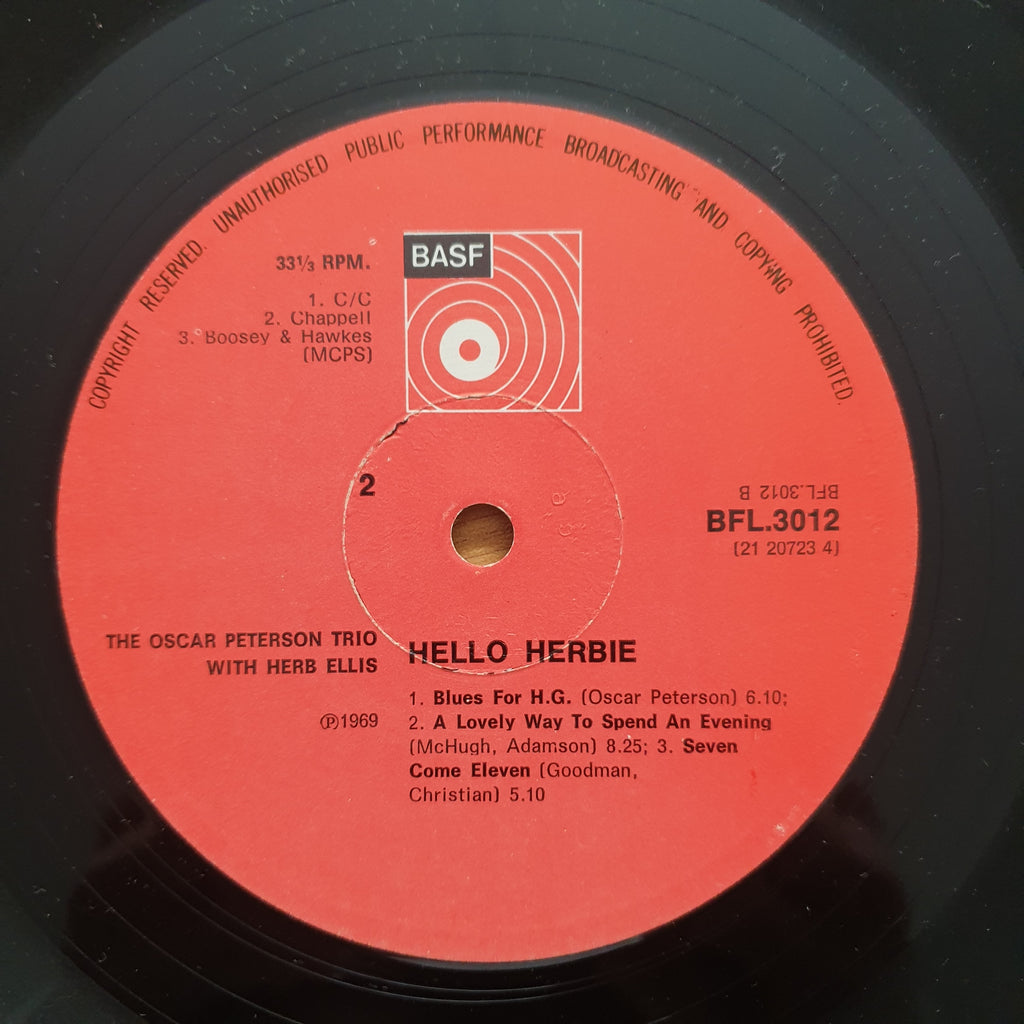 COPYRIGHT RESERVED. UNAUTHORISED PUBLIC PERFORMANCE BROADCASTING AND COPYING PROHIBITED.
BASF
33⅓ RPM.
1. C/C
2. Chappell
3. Boosey & Hawkes
(MCPS)
2
BFL.3012 B
BFL.3012
(21 20723 4)
THE OSCAR PETERSON TRIO
WITH HERB ELLIS
℗1969
HELLO HERBIE
1. Blues For H.G. (Oscar Peterson) 6.10;
2. A Lovely Way To Spend An Evening
(McHugh, Adamson) 8.25; 3. Seven
Come Eleven (Goodman,
Christian) 5.10